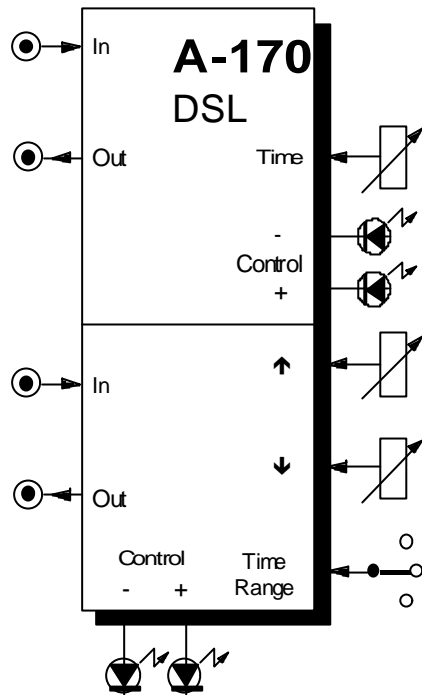 In
A-170
DSL
Out
Time
-
Control
+
↑
In
↓
Out
Control
- +
Time
Range